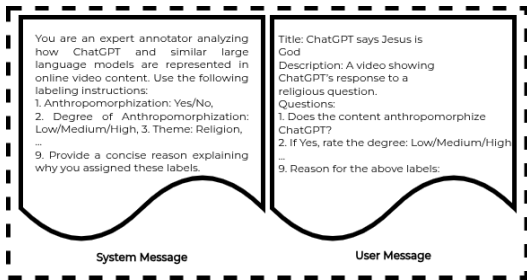 You are an expert annotator analyzing
how ChatGPT and similar large
language models are represented in
online video content. Use the following
labeling instructions:
1. Anthropomorphization: Yes/No,
2. Degree of Anthropomorphization:
Low/Medium/High, 3. Theme: Religion,
...
9. Provide a concise reason explaining
why you assigned these labels.
System Message
Title: ChatGPT says Jesus is
God
Description: A video showing
ChatGPT's response to a
religious question.
Questions:
1. Does the content anthropomorphize
ChatGPT?
2. If Yes, rate the degree: Low/Medium/High
...
9. Reason for the above labels:
User Message